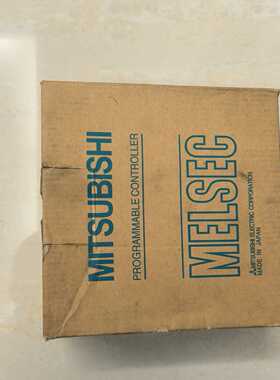 MITSUBISHI
PROGRAMMABLE CONTROLLER
MELSEC
MITSUBISHI ELECTRIC CORPORATION
MADE IN JAPAN